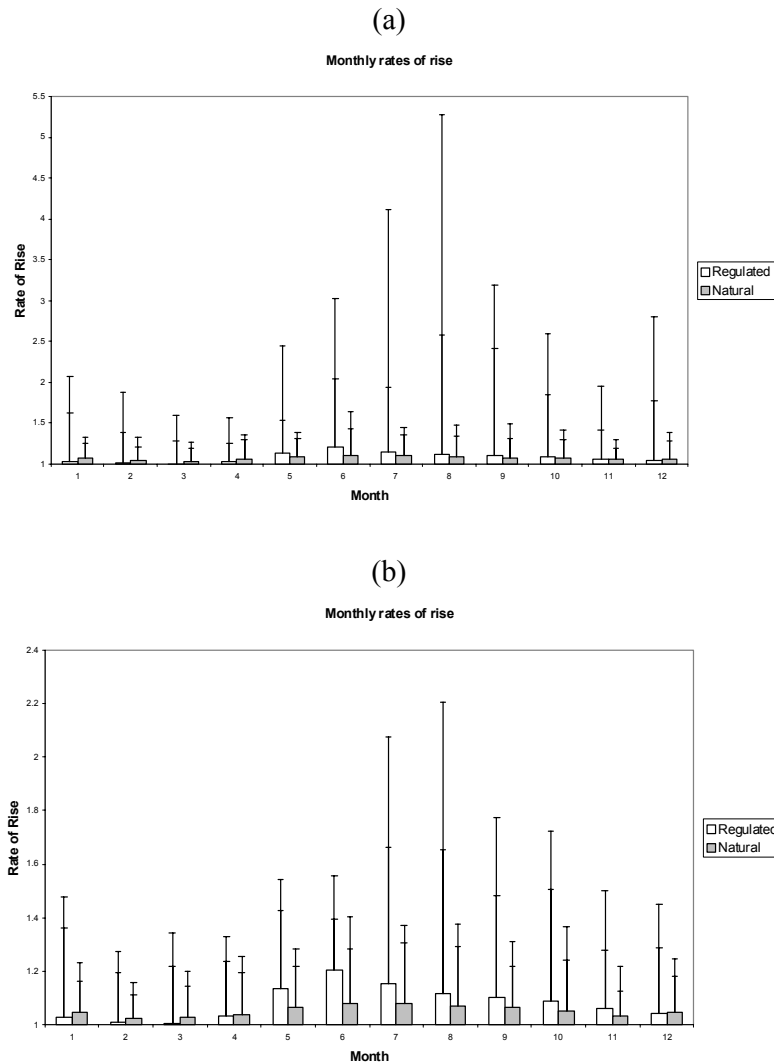 (a)
Monthly rates of rise
5.5
5
4.5
4
3.5
3
2.5
2
1.5
1
Rate of Rise
1 2 3 4 5 6 7 8 9 10 11 12
Month
Regulated
Natural
(b)
Monthly rates of rise
2.4
2.2
2
1.8
1.6
1.4
1.2
1
Rate of Rise
1 2 3 4 5 6 7 8 9 10 11 12
Month
Regulated
Natural